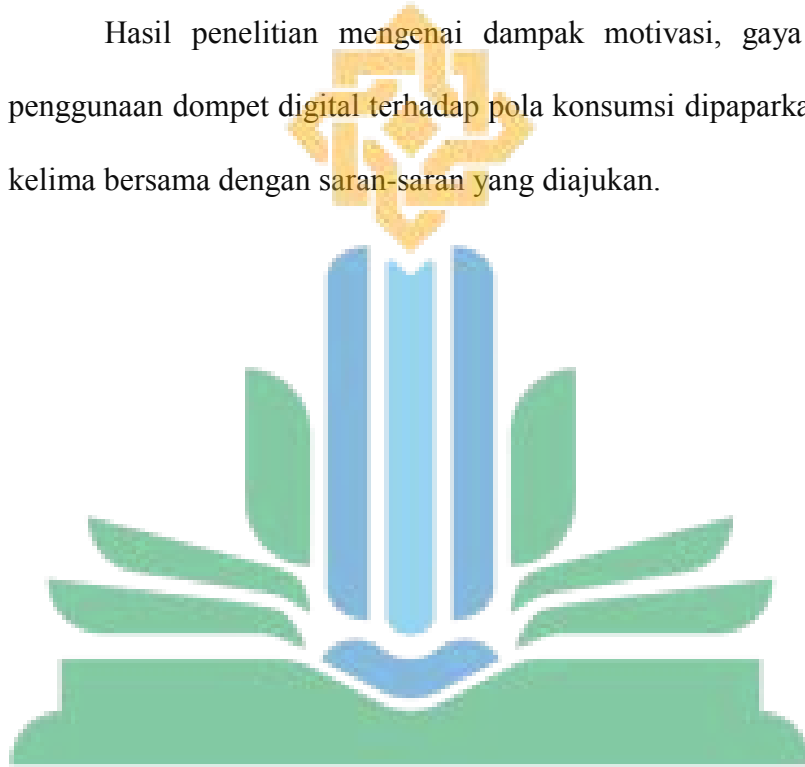 Hasil penelitian mengenai dampak motivasi, gaya
penggunaan dompet digital terhadap pola konsumsi dipaparka
kelima bersama dengan saran-saran yang diajukan.